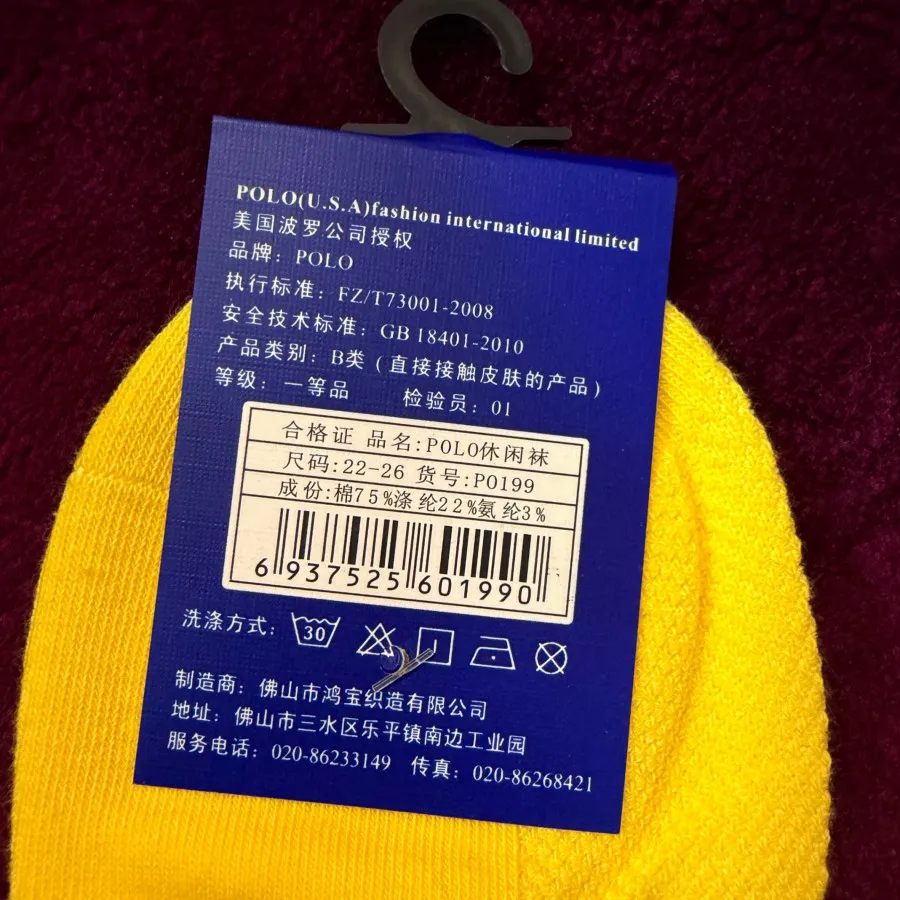 POLO(U.S.A)fashion international limited
美国波罗公司授权
品牌：POLO
执行标准：FZ/T73001-2008
安全技术标准：GB 18401-2010
产品类别：B类（直接接触皮肤的产品）
等级：一等品 检验员：01
合格证 品名:POLO休闲袜
尺码:22-26 货号:P0199
成份:棉75%涤纶22%氨纶3%
6937525601990
洗涤方式： 30
制造商：佛山市鸿宝织造有限公司
地址：佛山市三水区乐平镇南边工业园
服务电话：020-86233149 传真：020-86268421